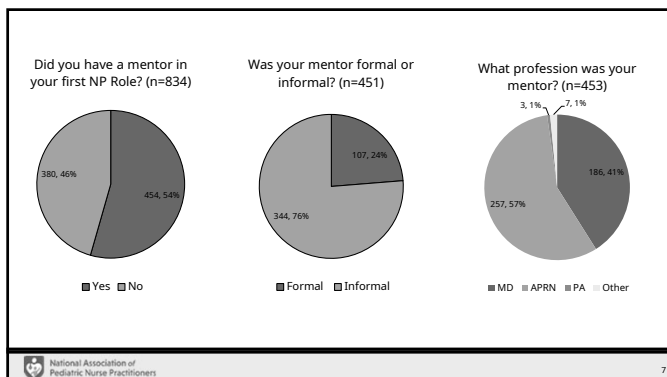 Did you have a mentor in
your first NP Role? (n=834)
380, 46%
454, 54%
Yes No
Was your mentor formal or
informal? (n=451)
107, 24%
344, 76%
Formal Informal
What profession was your
mentor? (n=453)
3, 1%
7, 1%
186, 41%
257, 57%
MD APRN PA Other
National Association of
Pediatric Nurse Practitioners
7